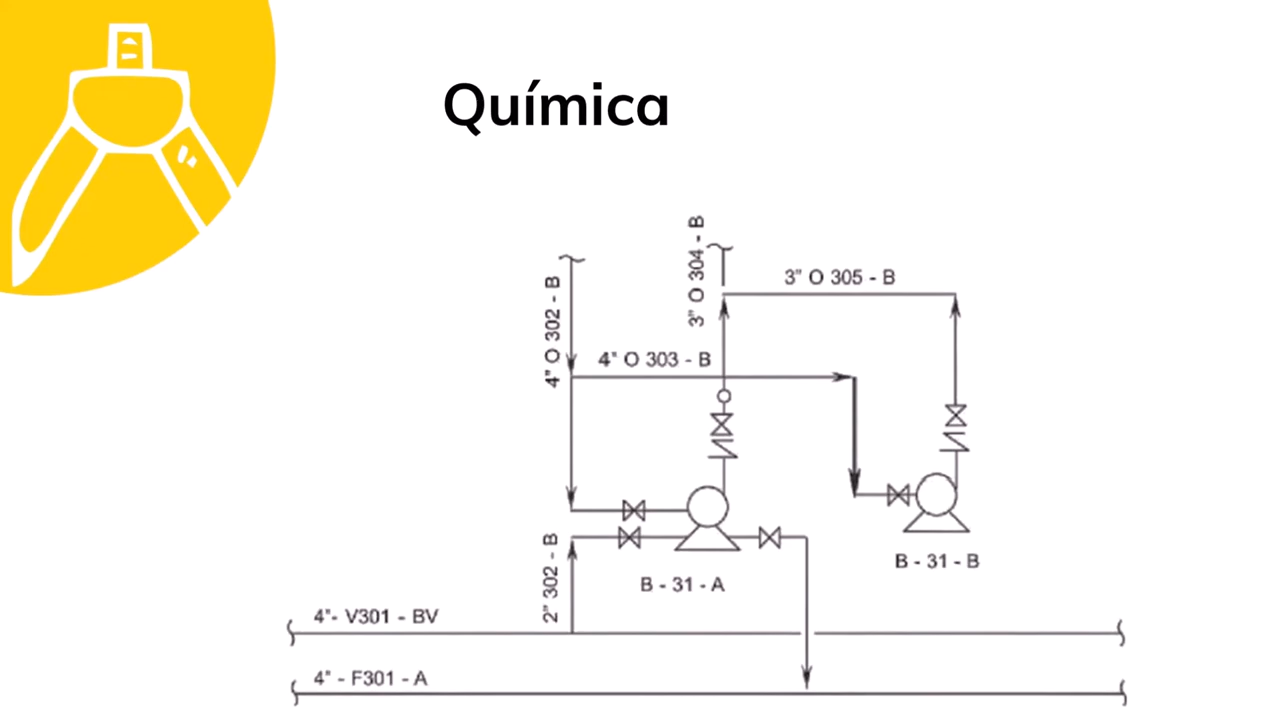 Química
3" O 304 - B
3" O 305 - B
4" O 302 - B
4" O 303 - B
B - 31 - B
2" 302 - B
B - 31 - A
4"- V301 - BV
4" - F301 - A